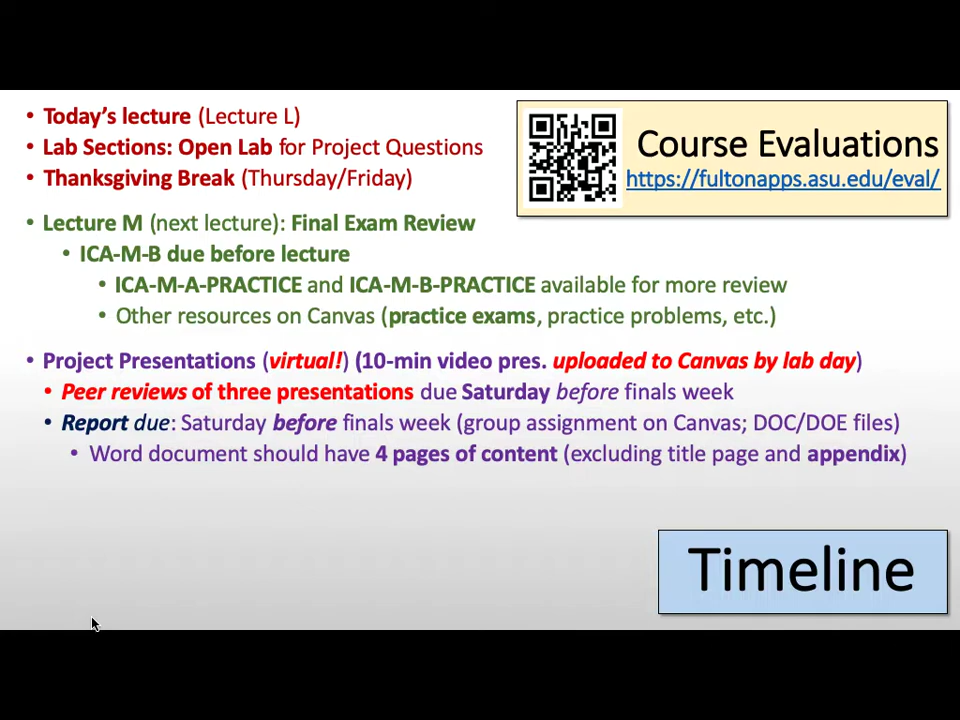 • Today's lecture (Lecture L)
• Lab Sections: Open Lab for Project Questions
• Thanksgiving Break (Thursday/Friday)
Course Evaluations
https://fultonapps.asu.edu/eval/
• Lecture M (next lecture): Final Exam Review
• ICA-M-B due before lecture
• ICA-M-A-PRACTICE and ICA-M-B-PRACTICE available for more review
• Other resources on Canvas (practice exams, practice problems, etc.)
• Project Presentations (virtual!) (10-min video pres. uploaded to Canvas by lab day)
• Peer reviews of three presentations due Saturday before finals week
• Report due: Saturday before finals week (group assignment on Canvas; DOC/DOE files)
• Word document should have 4 pages of content (excluding title page and appendix)
Timeline